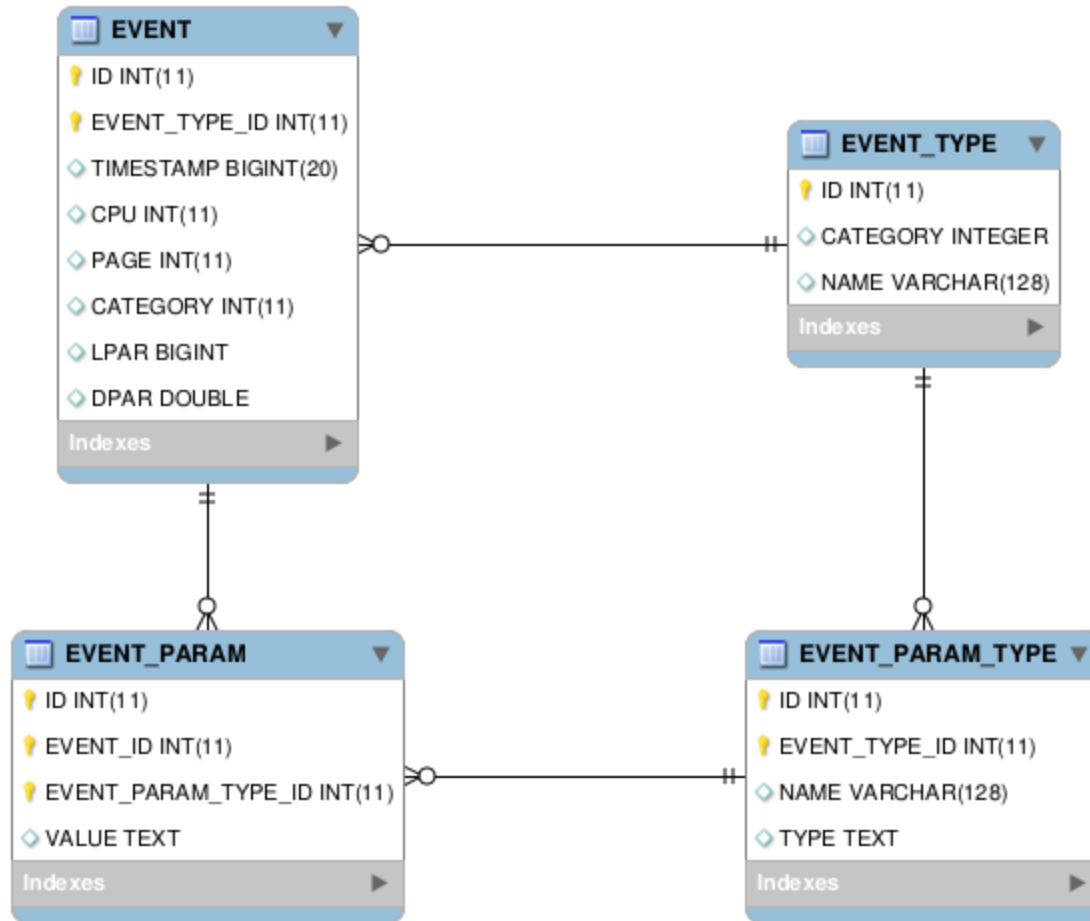 EVENT
ID INT(11)
EVENT_TYPE_ID INT(11)
TIMESTAMP BIGINT(20)
CPU INT(11)
PAGE INT(11)
CATEGORY INT(11)
LPAR BIGINT
DPAR DOUBLE
Indexes
EVENT_TYPE
ID INT(11)
CATEGORY INTEGER
NAME VARCHAR(128)
Indexes
EVENT_PARAM
ID INT(11)
EVENT_ID INT(11)
EVENT_PARAM_TYPE_ID INT(11)
VALUE TEXT
Indexes
EVENT_PARAM_TYPE
ID INT(11)
EVENT_TYPE_ID INT(11)
NAME VARCHAR(128)
TYPE TEXT
Indexes